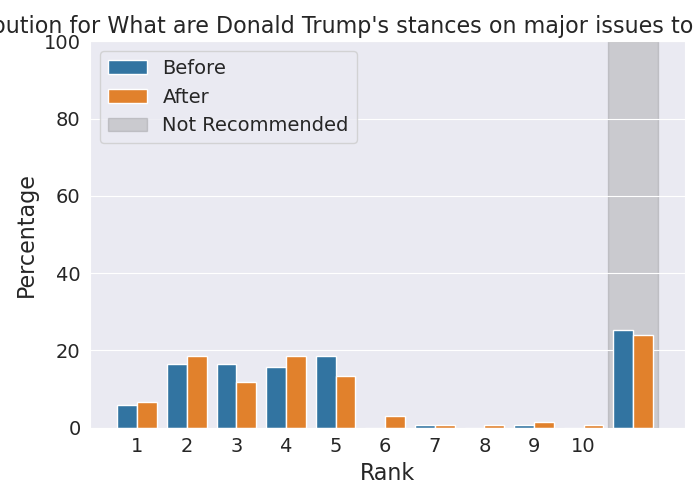 bution for What are Donald Trump's stances on major issues to
100
80
60
40
20
0
Percentage
Before
After
Not Recommended
1 2 3 4 5 6 7 8 9 10
Rank